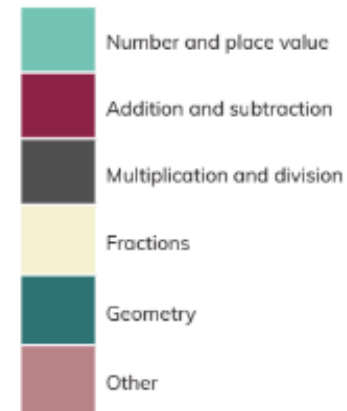 Number and place value
Addition and subtraction
Multiplication and division
Fractions
Geometry
Other